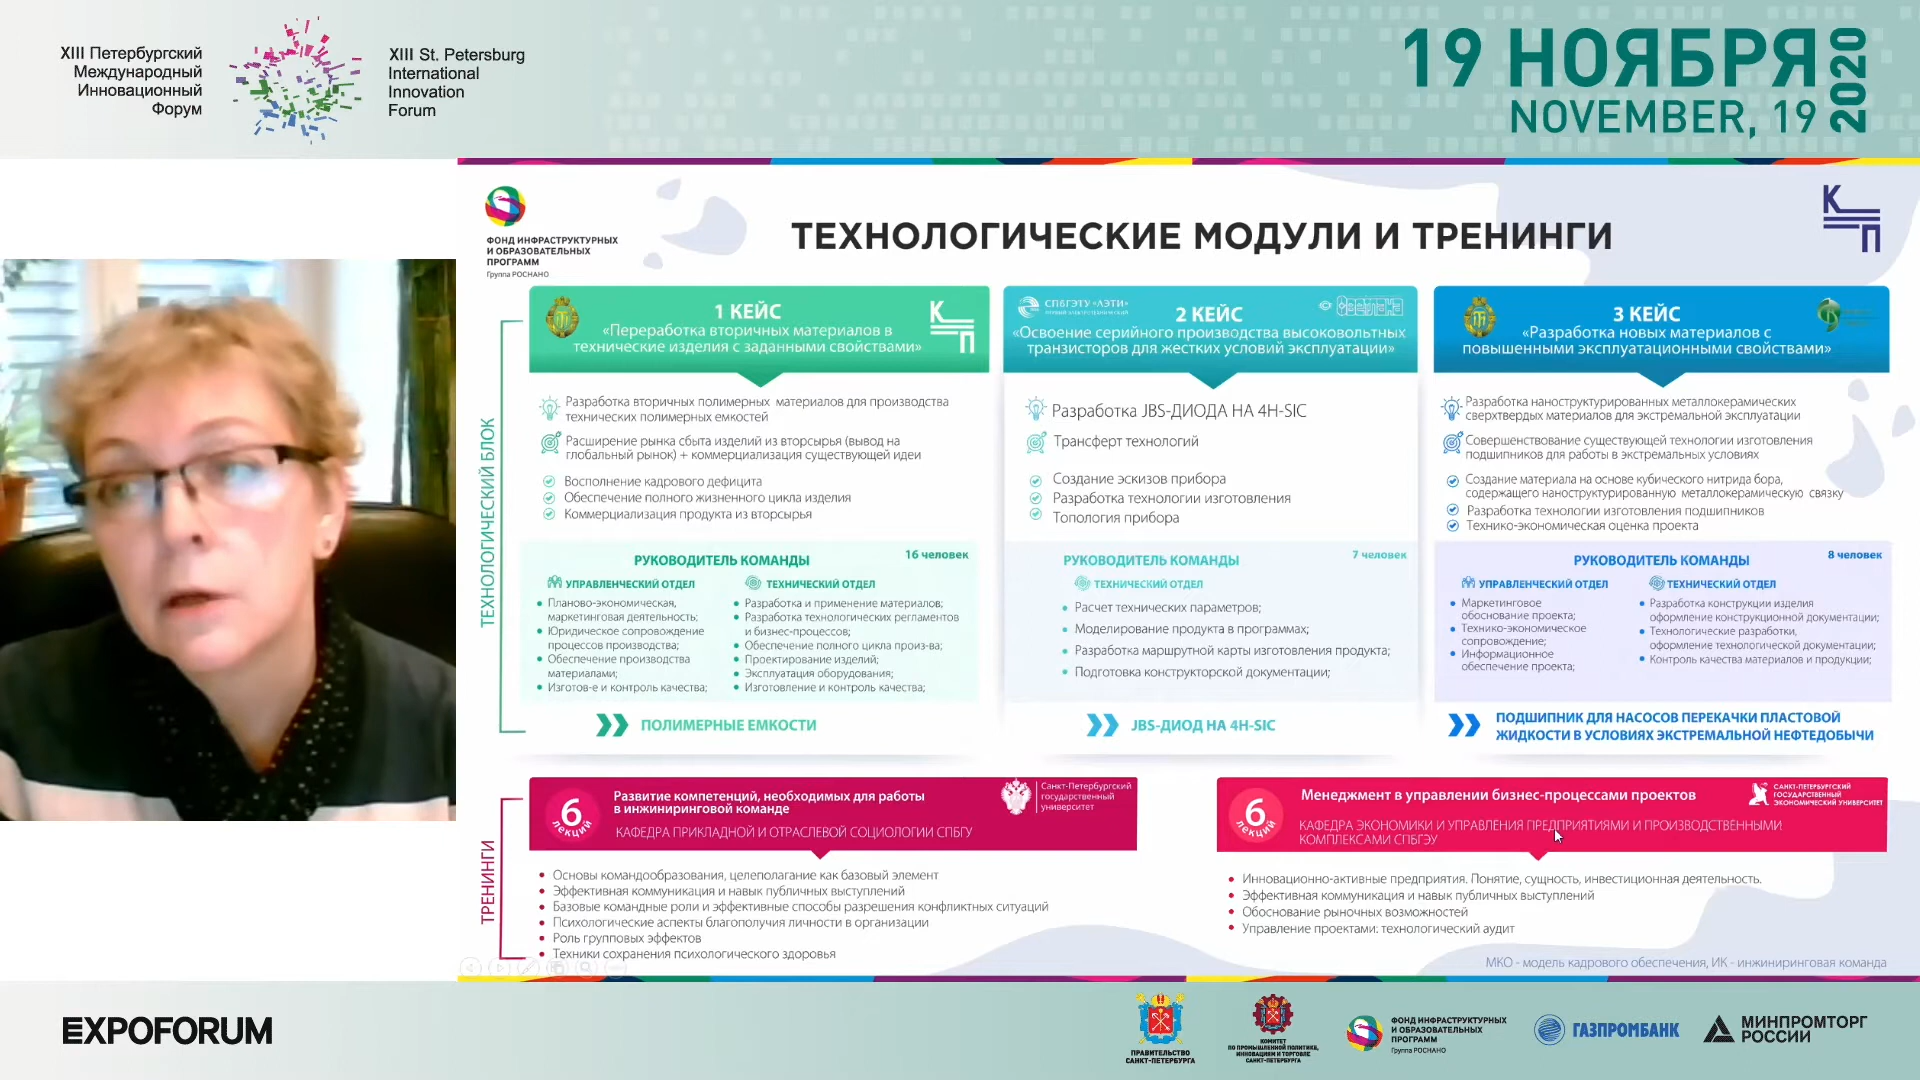 XIII Петербургский
Международный
Инновационный
Форум
XIII St. Petersburg
International
Innovation
Forum
19 НОЯБРЯ
NOVEMBER, 19
2020
ФОНД ИНФРАСТРУКТУРНЫХ
И ОБРАЗОВАТЕЛЬНЫХ
ПРОГРАММ
Группа РОСНАНО
ТЕХНОЛОГИЧЕСКИЕ МОДУЛИ И ТРЕНИНГИ
К
П
ТЕХНОЛОГИЧЕСКИЙ БЛОК
1 КЕЙС
«Переработка вторичных материалов в
технические изделия с заданными свойствами»
К
П
Разработка вторичных полимерных материалов для производства
технических полимерных емкостей
Расширение рынка сбыта изделий из вторсырья (вывод на
глобальный рынок) + коммерциализация существующей идеи
Восполнение кадрового дефицита
Обеспечение полного жизненного цикла изделия
Коммерциализация продукта из вторсырья
16 человек
РУКОВОДИТЕЛЬ КОМАНДЫ
УПРАВЛЕНЧЕСКИЙ ОТДЕЛ
• Планово-экономическая,
маркетинговая деятельность;
• Юридическое сопровождение
процессов производства;
• Обеспечение производства
материалами;
• Изготов-е и контроль качества;
ТЕХНИЧЕСКИЙ ОТДЕЛ
• Разработка и применение материалов;
• Разработка технологических регламентов
и бизнес-процессов;
• Обеспечение полного цикла произ-ва;
• Проектирование изделий;
• Эксплуатация оборудования;
• Изготовление и контроль качества;
ПОЛИМЕРНЫЕ ЕМКОСТИ
СПбГЭТУ «ЛЭТИ»
ПЕРВЫЙ ЭЛЕКТРОТЕХНИЧЕСКИЙ
2 КЕЙС
«Освоение серийного производства высоковольтных
транзисторов для жестких условий эксплуатации»
Разработка JBS-ДИОДА НА 4H-SIC
Трансферт технологий
Создание эскизов прибора
Разработка технологии изготовления
Топология прибора
7 человек
РУКОВОДИТЕЛЬ КОМАНДЫ
ТЕХНИЧЕСКИЙ ОТДЕЛ
• Расчет технических параметров;
• Моделирование продукта в программах;
• Разработка маршрутной карты изготовления продукта;
• Подготовка конструкторской документации;
JBS-ДИОД НА 4H-SIC
3 КЕЙС
«Разработка новых материалов с
повышенными эксплуатационными свойствами»
Разработка наноструктурированных металлокерамических
сверхтвердых материалов для экстремальной эксплуатации
Совершенствование существующей технологии изготовления
подшипников для работы в экстремальных условиях
Создание материала на основе кубического нитрида бора,
содержащего наноструктурированную металлокерамическую связку
Разработка технологии изготовления подшипников
Технико-экономическая оценка проекта
8 человек
РУКОВОДИТЕЛЬ КОМАНДЫ
УПРАВЛЕНЧЕСКИЙ ОТДЕЛ
• Маркетинговое
обоснование проекта;
• Технико-экономическое
сопровождение;
• Информационное
обеспечение проекта;
ТЕХНИЧЕСКИЙ ОТДЕЛ
• Разработка конструкции изделия
оформление конструкционной документации;
• Технологические разработки,
оформление технологической документации;
• Контроль качества материалов и продукции;
ПОДШИПНИК ДЛЯ НАСОСОВ ПЕРЕКАЧКИ ПЛАСТОВОЙ
ЖИДКОСТИ В УСЛОВИЯХ ЭКСТРЕМАЛЬНОЙ НЕФТЕДОБЫЧИ
ТРЕНИНГИ
6
лекций
Развитие компетенций, необходимых для работы
в инжиниринговой команде
КАФЕДРА ПРИКЛАДНОЙ И ОТРАСЛЕВОЙ СОЦИОЛОГИИ СПБГУ
Санкт-Петербургский
государственный
университет
• Основы командообразования, целеполагание как базовый элемент
• Эффективная коммуникация и навык публичных выступлений
• Базовые командные роли и эффективные способы разрешения конфликтных ситуаций
• Психологические аспекты благополучия личности в организации
• Роль групповых эффектов
• Техники сохранения психологического здоровья
6
лекций
Менеджмент в управлении бизнес-процессами проектов
КАФЕДРА ЭКОНОМИКИ И УПРАВЛЕНИЯ ПРЕДПРИЯТИЯМИ И ПРОИЗВОДСТВЕННЫМИ
КОМПЛЕКСАМИ СПБГЭУ
САНКТ-ПЕТЕРБУРГСКИЙ
ГОСУДАРСТВЕННЫЙ
ЭКОНОМИЧЕСКИЙ УНИВЕРСИТЕТ
• Инновационно-активные предприятия. Понятие, сущность, инвестиционная деятельность.
• Эффективная коммуникация и навык публичных выступлений
• Обоснование рыночных возможностей
• Управление проектами: технологический аудит
МКО - модель кадрового обеспечения, ИК - инжиниринговая команда
EXPOFORUM
ПРАВИТЕЛЬСТВО
САНКТ-ПЕТЕРБУРГА
КОМИТЕТ
ПО ПРОМЫШЛЕННОЙ ПОЛИТИКЕ,
ИННОВАЦИЯМ И ТОРГОВЛЕ
САНКТ-ПЕТЕРБУРГА
ФОНД ИНФРАСТРУКТУРНЫХ
И ОБРАЗОВАТЕЛЬНЫХ
ПРОГРАММ
Группа РОСНАНО
ГАЗПРОМБАНК
МИНПРОМТОРГ
РОССИИ